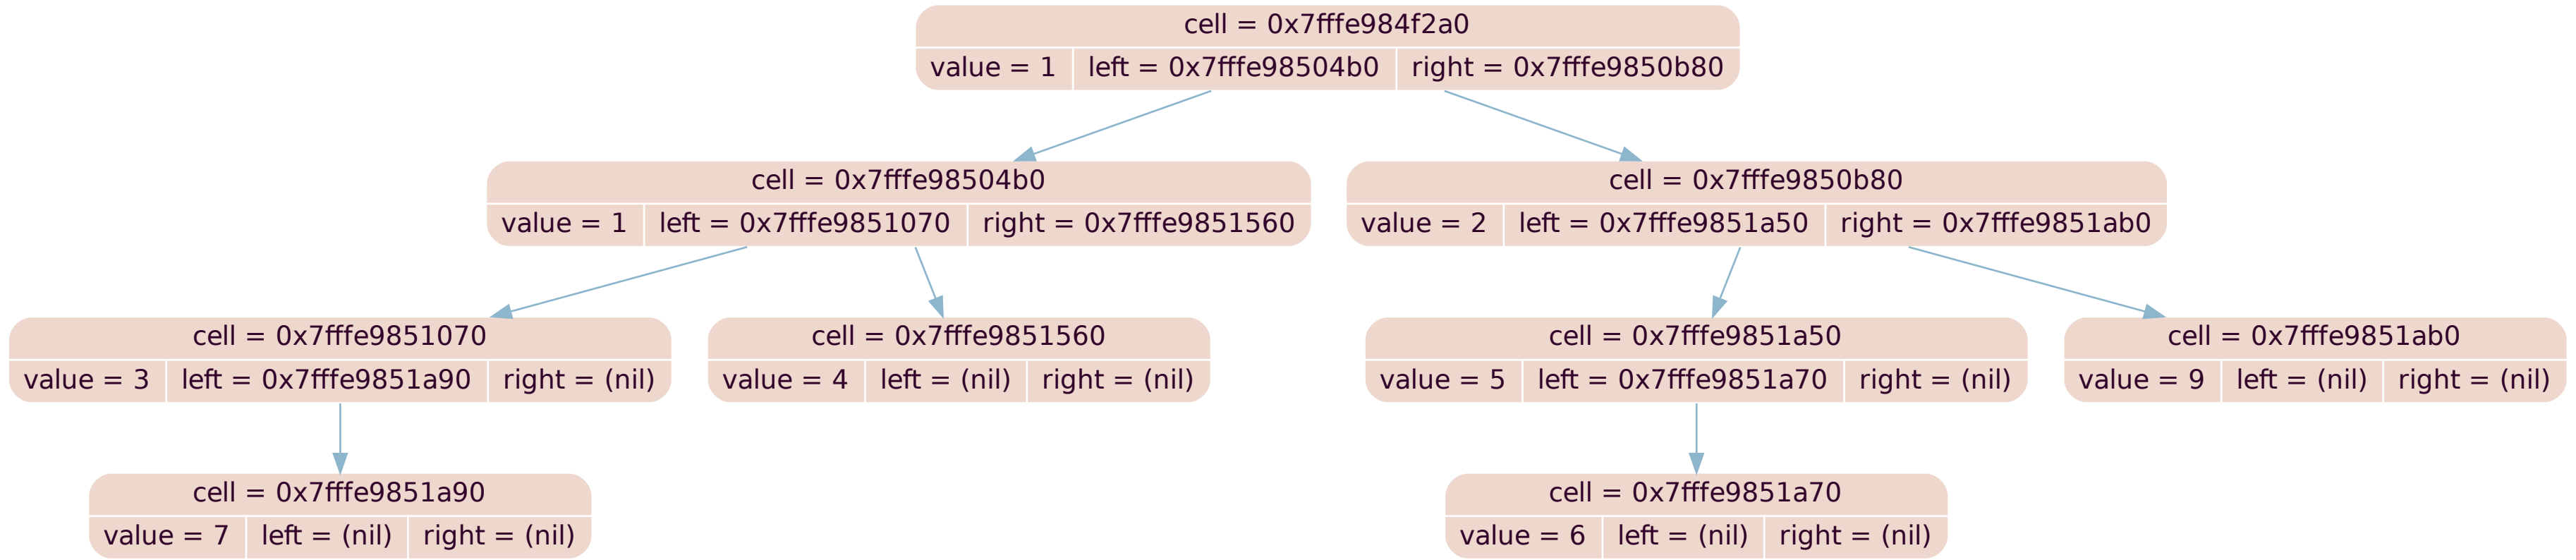 cell = 0x7fffe984f2a0
value = 1 left = 0x7fffe98504b0 right = 0x7fffe9850b80
cell = 0x7fffe98504b0
value = 1 left = 0x7fffe9851070 right = 0x7fffe9851560
cell = 0x7fffe9850b80
value = 2 left = 0x7fffe9851a50 right = 0x7fffe9851ab0
cell = 0x7fffe9851070
value = 3 left = 0x7fffe9851a90 right = (nil)
cell = 0x7fffe9851560
value = 4 left = (nil) right = (nil)
cell = 0x7fffe9851a50
value = 5 left = 0x7fffe9851a70 right = (nil)
cell = 0x7fffe9851ab0
value = 9 left = (nil) right = (nil)
cell = 0x7fffe9851a90
value = 7 left = (nil) right = (nil)
cell = 0x7fffe9851a70
value = 6 left = (nil) right = (nil)